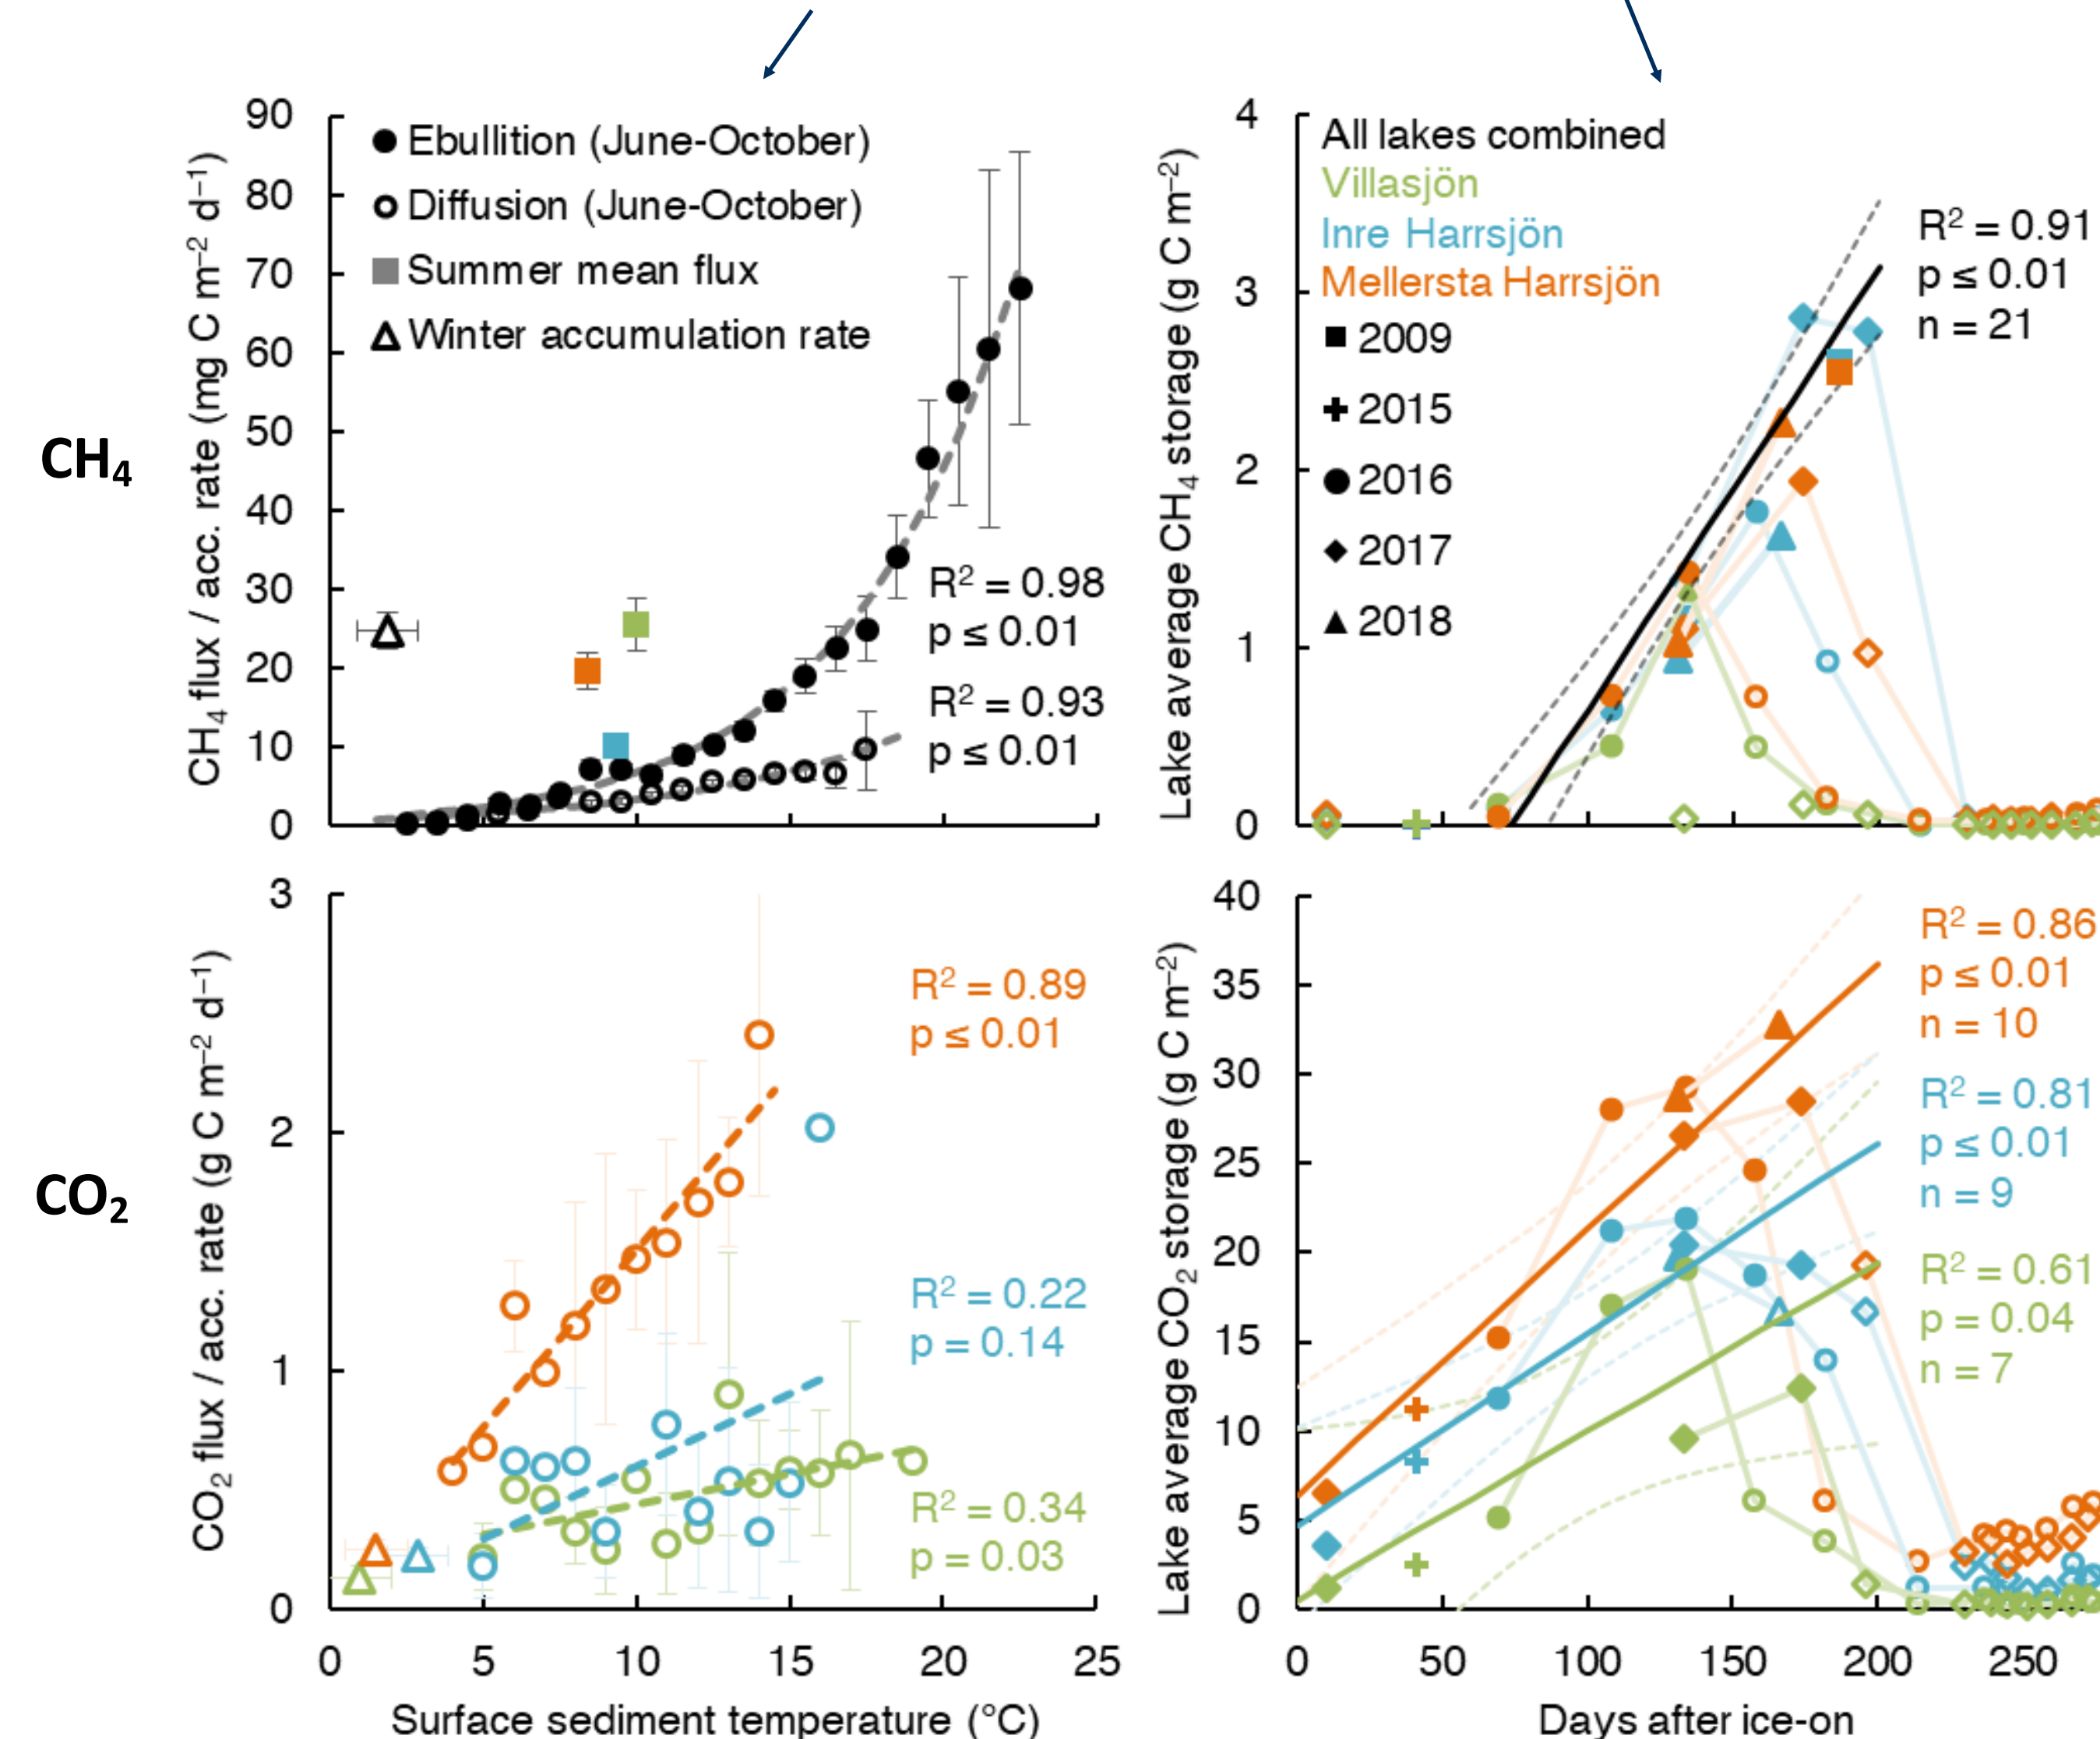 CH₄
CH₄ flux / acc. rate (mg C m⁻² d⁻¹)
90
80
70
60
50
40
30
20
10
0
Ebullition (June-October)
Diffusion (June-October)
Summer mean flux
Winter accumulation rate
R² = 0.98
p ≤ 0.01
R² = 0.93
p ≤ 0.01
Lake average CH₄ storage (g C m⁻²)
4
3
2
1
0
All lakes combined
Villasjön
Inre Harrsjön
Mellersta Harrsjön
2009
2015
2016
2017
2018
R² = 0.91
p ≤ 0.01
n = 21
CO₂
CO₂ flux / acc. rate (g C m⁻² d⁻¹)
3
2
1
0
R² = 0.89
p ≤ 0.01
R² = 0.22
p = 0.14
R² = 0.34
p = 0.03
0 5 10 15 20 25
Surface sediment temperature (°C)
Lake average CO₂ storage (g C m⁻²)
40
35
30
25
20
15
10
5
0
R² = 0.86
p ≤ 0.01
n = 10
R² = 0.81
p ≤ 0.01
n = 9
R² = 0.61
p = 0.04
n = 7
0 50 100 150 200 250
Days after ice-on